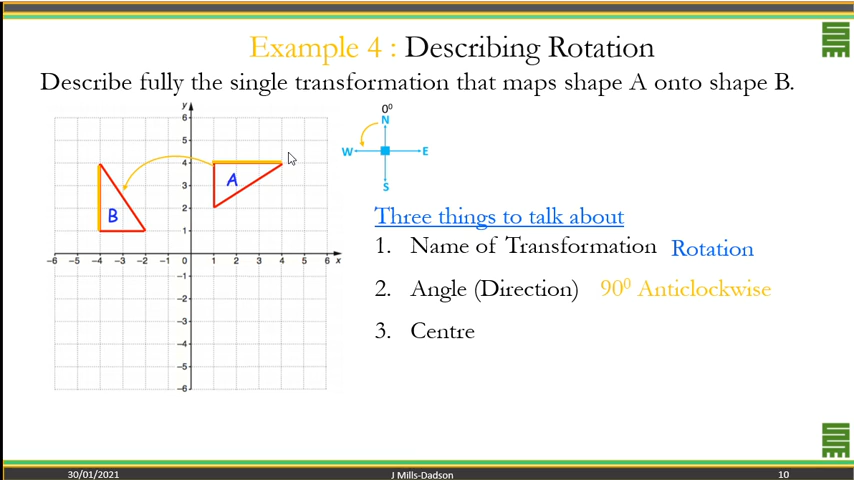 Example 4 : Describing Rotation
Describe fully the single transformation that maps shape A onto shape B.
y
6
5
4
3
2
1
-6 -5 -4 -3 -2 -1 0 1 2 3 4 5 6 x
-1
-2
-3
-4
-5
-6
A
B
0⁰
N
W E
S
Three things to talk about
1. Name of Transformation Rotation
2. Angle (Direction) 90⁰ Anticlockwise
3. Centre
30/01/2021 J Mills-Dadson 10